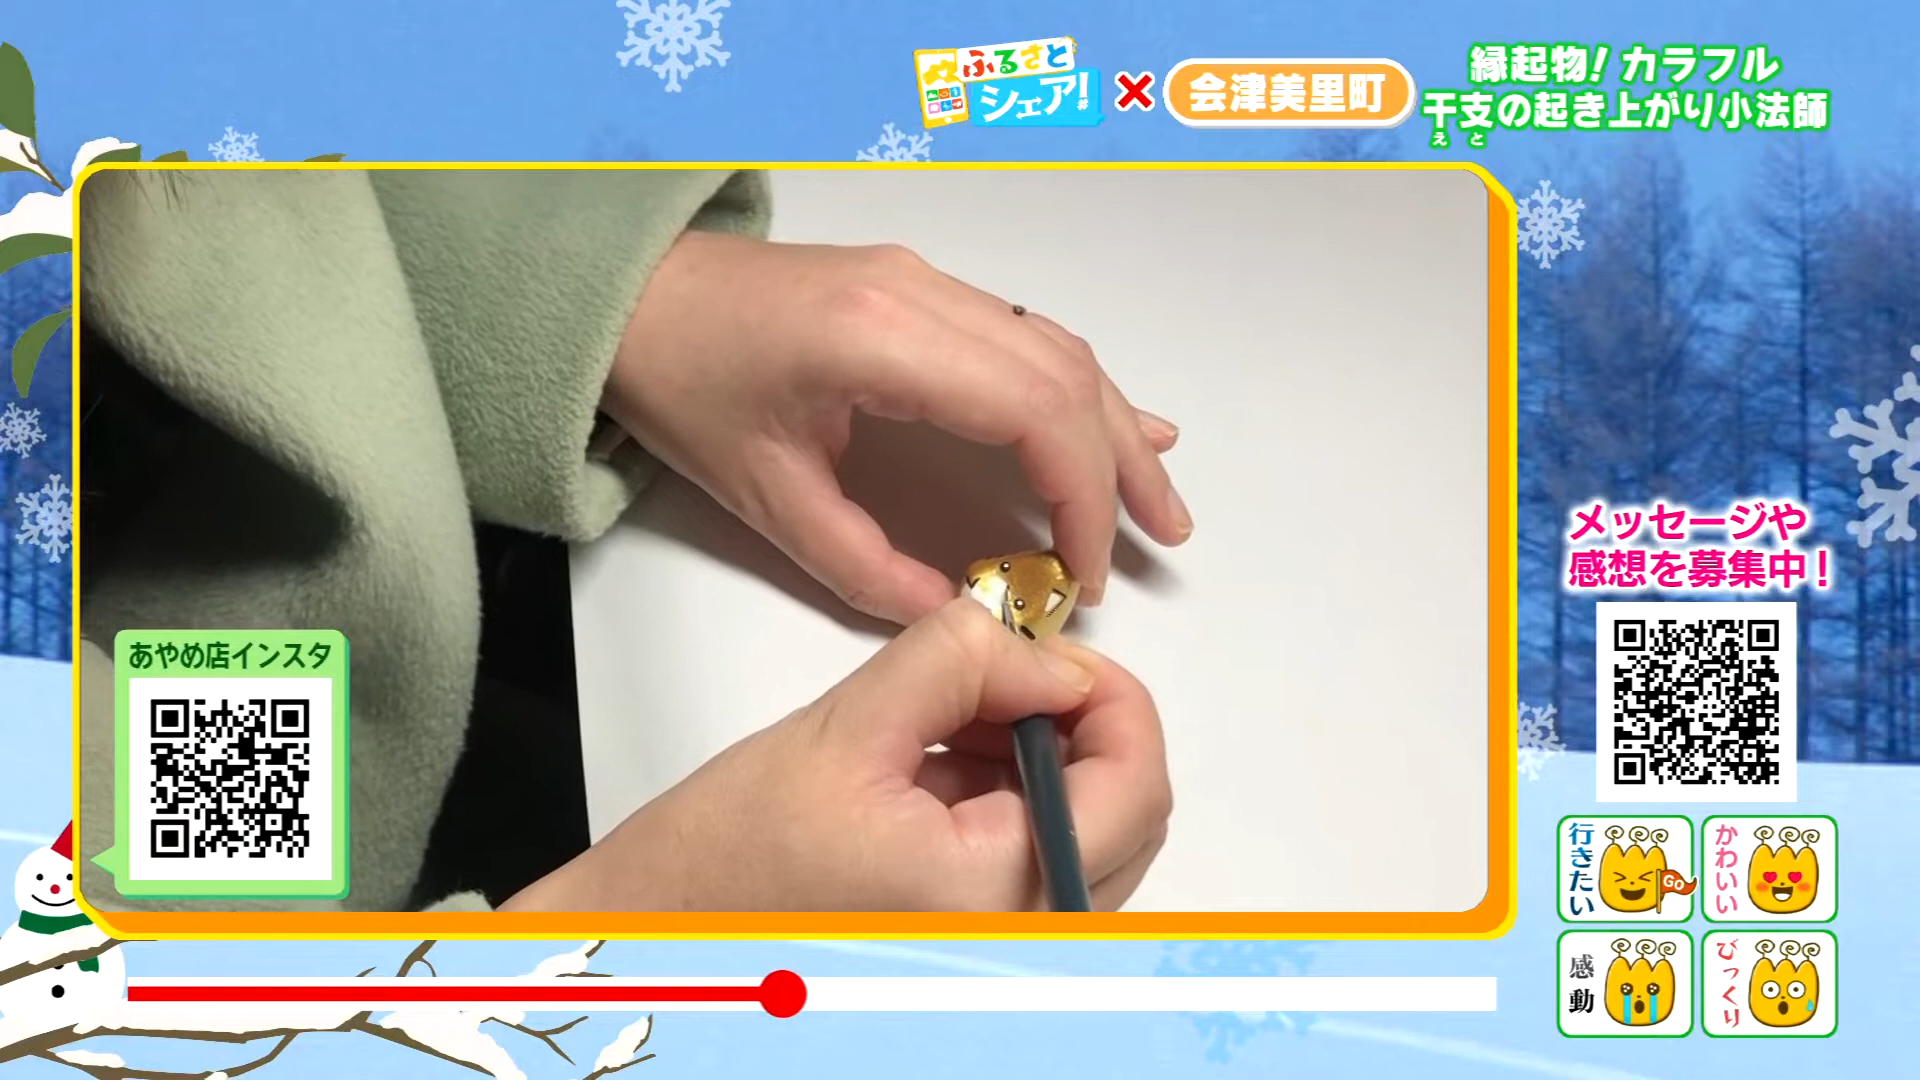 ふるさと
シェア!
#
×
会津美里町
縁起物!カラフル
干支の起き上がり小法師
えと
メッセージや
感想を募集中!
あやめ店インスタ
行きたい
GO
かわいい
感動
びっくり